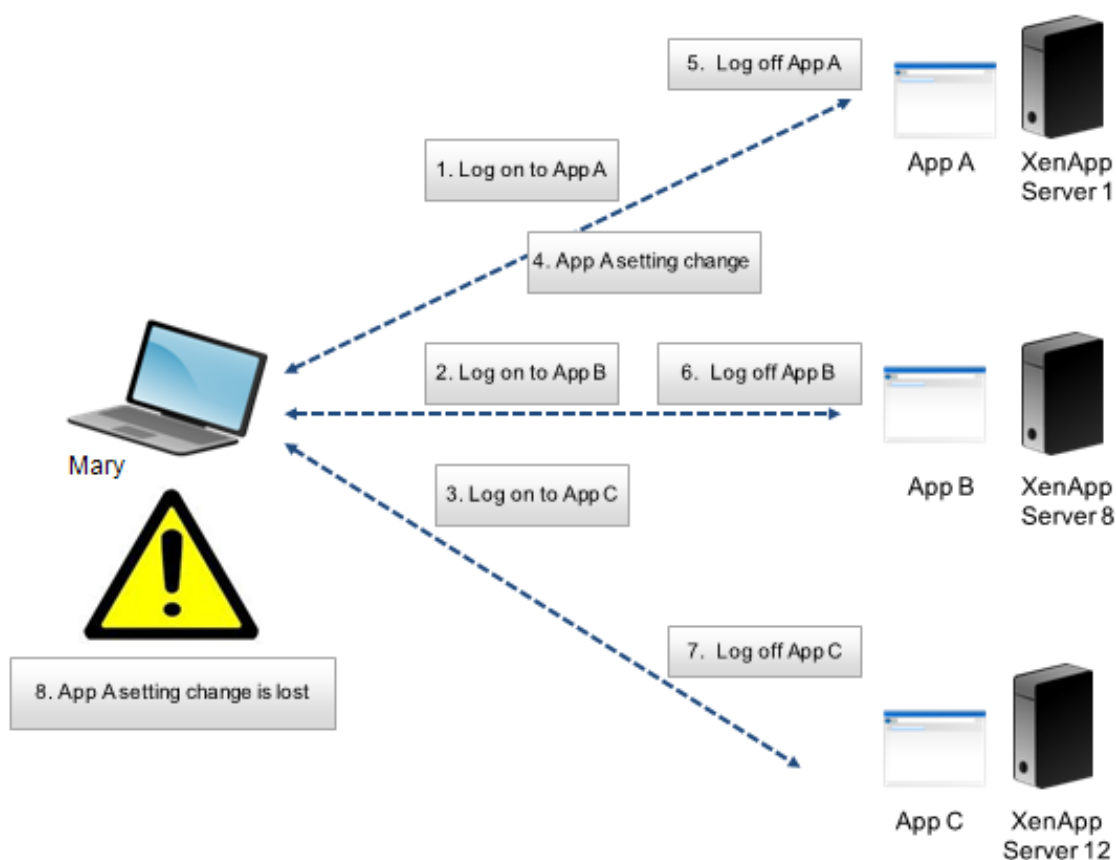 5. Log off App A
1. Log on to App A
App A
XenApp
Server 1
4. App A setting change
2. Log on to App B
6. Log off App B
Mary
3. Log on to App C
App B
XenApp
Server 8
7. Log off App C
8. App A setting change is lost
App C
XenApp
Server 12